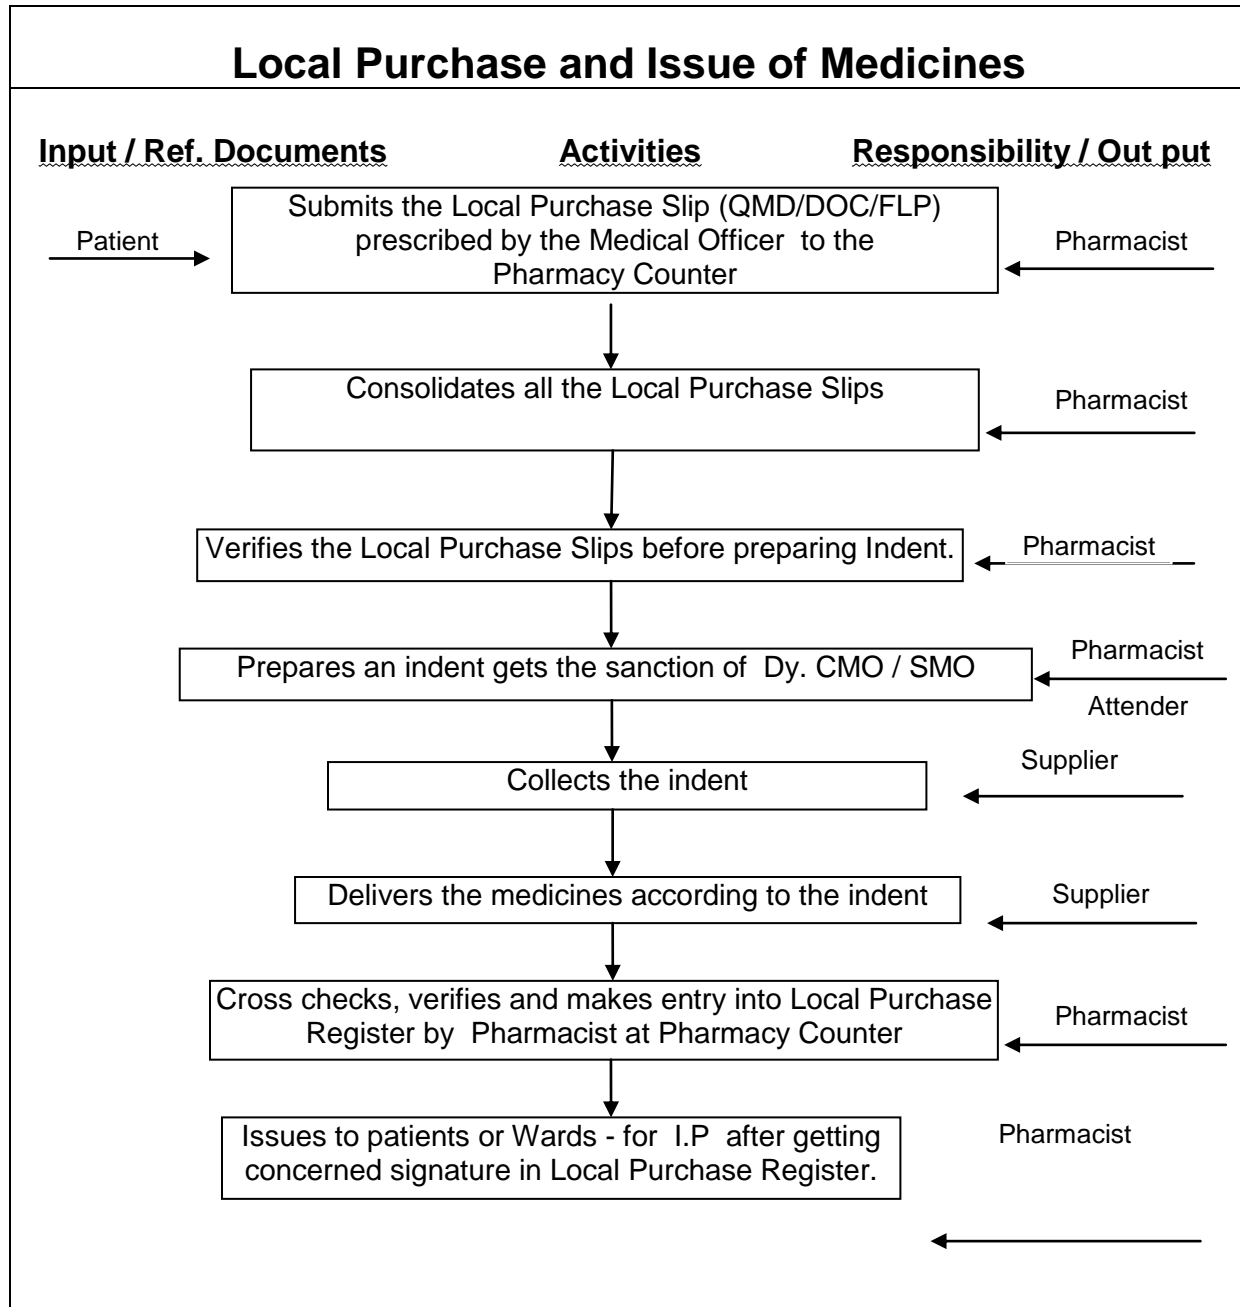 Local Purchase and Issue of Medicines
Input / Ref. Documents Activities Responsibility / Out put
Submits the Local Purchase Slip (QMD/DOC/FLP)
prescribed by the Medical Officer to the
Pharmacy Counter
Patient
Pharmacist
Consolidates all the Local Purchase Slips
Pharmacist
Verifies the Local Purchase Slips before preparing Indent.
Pharmacist
Prepares an indent gets the sanction of Dy. CMO / SMO
Pharmacist
Attender
Collects the indent
Supplier
Delivers the medicines according to the indent
Supplier
Cross checks, verifies and makes entry into Local Purchase
Register by Pharmacist at Pharmacy Counter
Pharmacist
Issues to patients or Wards - for I.P after getting
concerned signature in Local Purchase Register.
Pharmacist